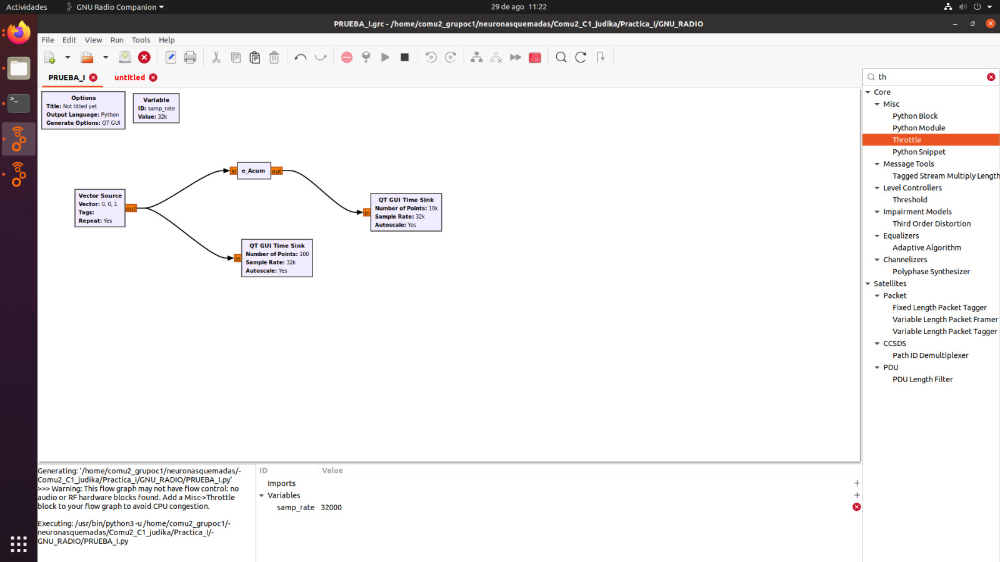 Actividades
GNU Radio Companion
29 de ago 11:22
PRUEBA_I.grc - /home/comu2_grupoc1/neuronasquemadas/Comu2_C1_judika/Practica_I/GNU_RADIO
File Edit View Run Tools Help
PRUEBA_I
untitled
th
Options
Title: Not titled yet
Output Language: Python
Generate Options: QT GUI
Variable
ID: samp_rate
Value: 32k
in
e_Acum
out
Vector Source
Vector: 0, 0, 1
Tags:
Repeat: Yes
out
in
QT GUI Time Sink
Number of Points: 10k
Sample Rate: 32k
Autoscale: Yes
in
QT GUI Time Sink
Number of Points: 100
Sample Rate: 32k
Autoscale: Yes
Core
Misc
Python Block
Python Module
Throttle
Python Snippet
Message Tools
Tagged Stream Multiply Length
Level Controllers
Threshold
Impairment Models
Third Order Distortion
Equalizers
Adaptive Algorithm
Channelizers
Polyphase Synthesizer
Satellites
Packet
Fixed Length Packet Tagger
Variable Length Packet Framer
Variable Length Packet Tagger
CCSDS
Path ID Demultiplexer
PDU
PDU Length Filter
Generating: '/home/comu2_grupoc1/neuronasquemadas/-
Comu2_C1_judika/Practica_I/GNU_RADIO/PRUEBA_I.py'
>>> Warning: This flow graph may not have flow control: no
audio or RF hardware blocks found. Add a Misc->Throttle
block to your flow graph to avoid CPU congestion.
Executing: /usr/bin/python3 -u /home/comu2_grupoc1/-
neuronasquemadas/Comu2_C1_judika/Practica_I/-
GNU_RADIO/PRUEBA_I.py
ID Value
Imports
Variables
samp_rate 32000